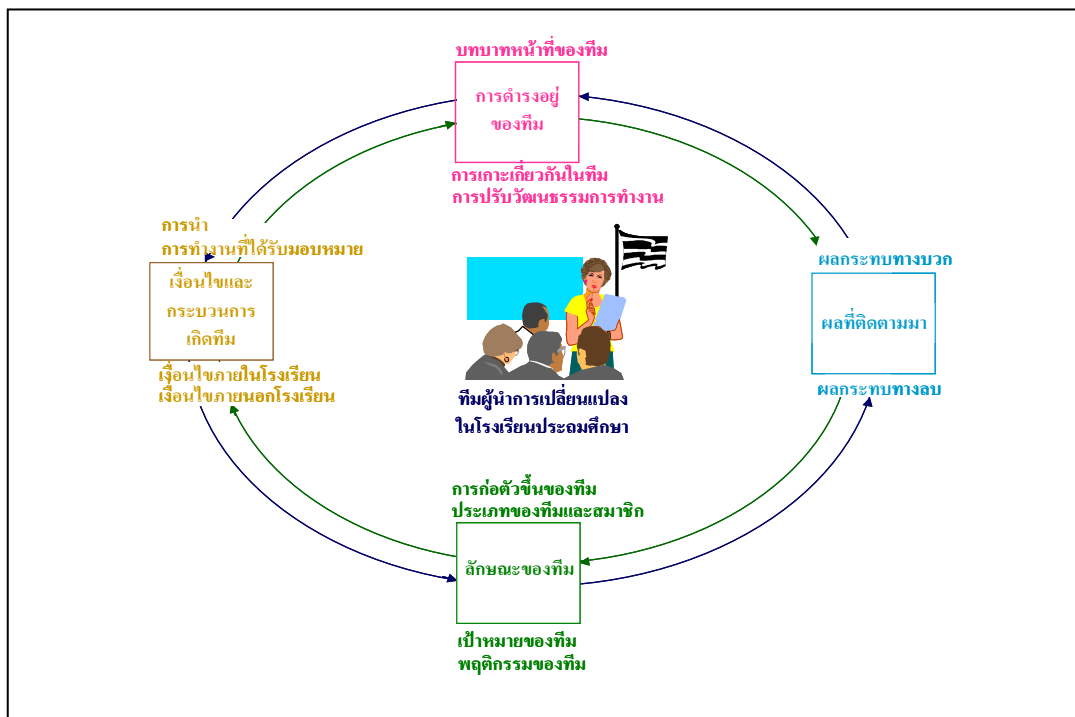 บทบาทหน้าที่ของทีม
การดำรงอยู่
ของทีม
การเกาะเกี่ยวกันในทีม
การปรับวัฒนธรรมการทำงาน
การนำ
การทำงานที่ได้รับมอบหมาย
เงื่อนไขและ
กระบวนการ
เกิดทีม
เงื่อนไขภายในโรงเรียน
เงื่อนไขภายนอกโรงเรียน
ทีมผู้นำการเปลี่ยนแปลง
ในโรงเรียนประถมศึกษา
ผลกระทบทางบวก
ผลที่ติดตามมา
ผลกระทบทางลบ
การก่อตัวขึ้นของทีม
ประเภทของทีมและสมาชิก
ลักษณะของทีม
เป้าหมายของทีม
พฤติกรรมของทีม